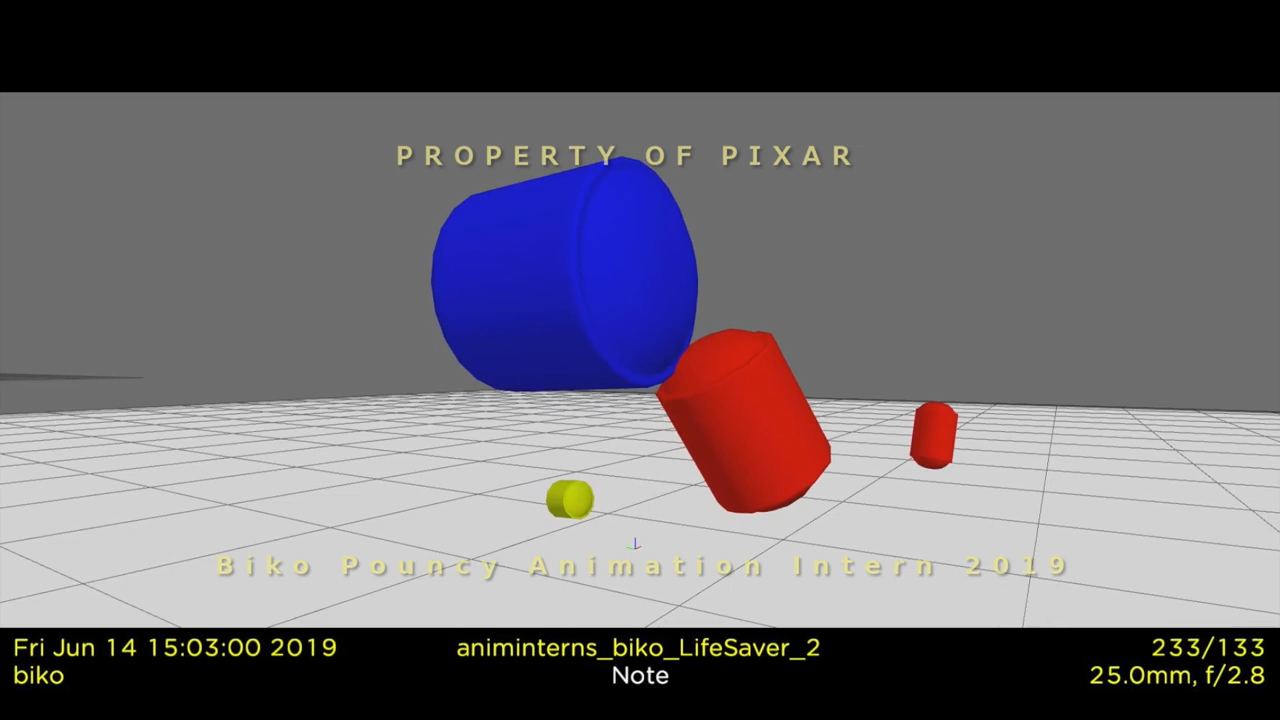 PROPERTY OF PIXAR
Biko Pouncy Animation Intern 2019
Fri Jun 14 15:03:00 2019
animinterns_biko_LifeSaver_2
233/133
biko
Note
25.0mm, f/2.8